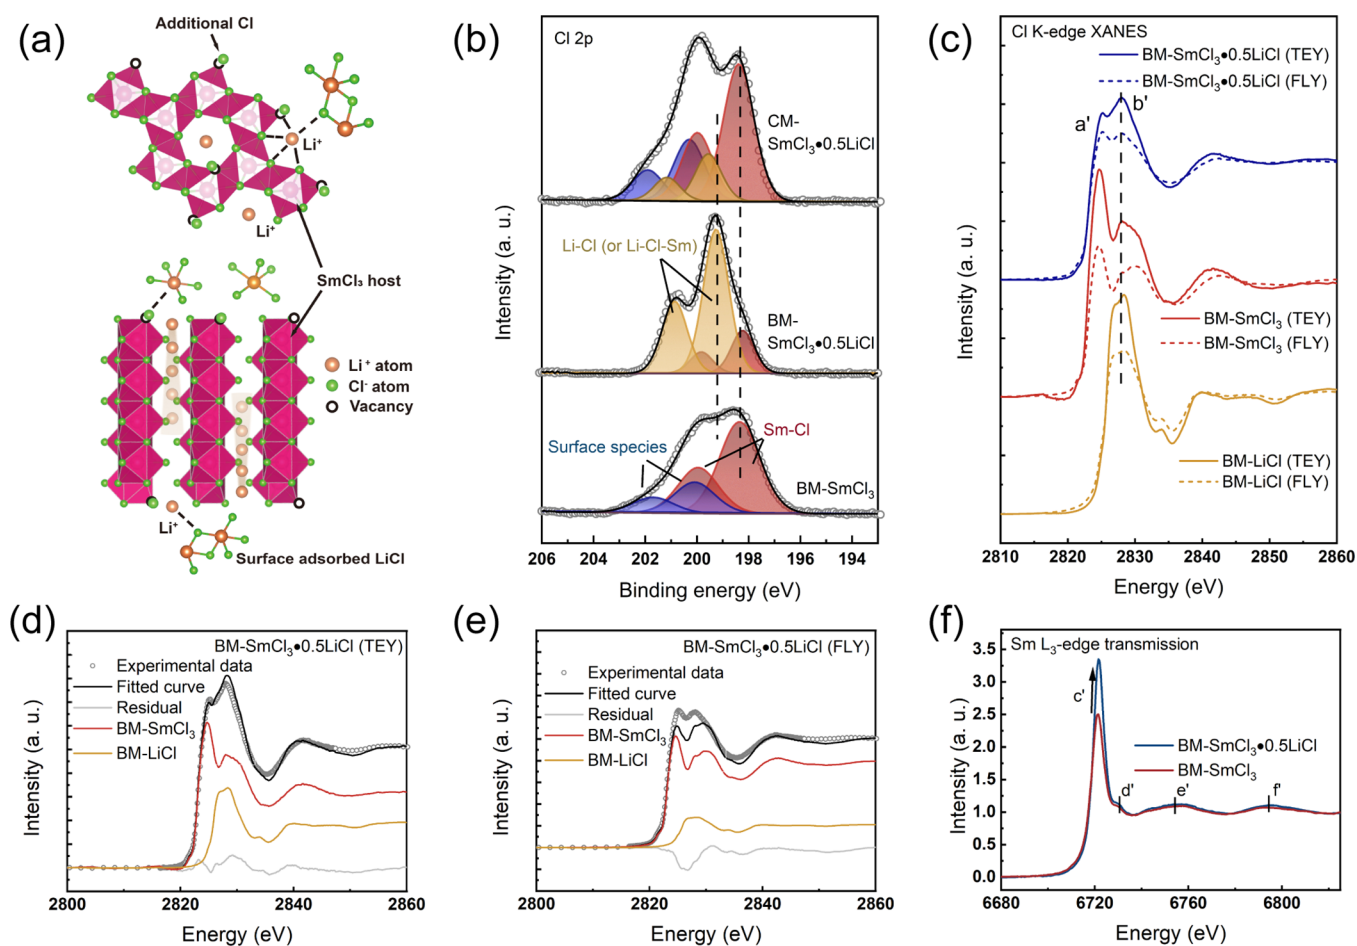 (a)
Additional Cl
Li⁺
Li⁺
SmCl₃ host
Li⁺ atom
Cl⁻ atom
Vacancy
Li⁺
Surface adsorbed LiCl
(b)
Cl 2p
CM-
SmCl₃●0.5LiCl
Li-Cl (or Li-Cl-Sm)
BM-
SmCl₃●0.5LiCl
Surface species
Sm-Cl
BM-SmCl₃
Intensity (a. u.)
206 204 202 200 198 196 194
Binding energy (eV)
(c)
Cl K-edge XANES
BM-SmCl₃●0.5LiCl (TEY)
BM-SmCl₃●0.5LiCl (FLY)
a'
b'
BM-SmCl₃ (TEY)
BM-SmCl₃ (FLY)
BM-LiCl (TEY)
BM-LiCl (FLY)
Intensity (a. u.)
2810 2820 2830 2840 2850 2860
Energy (eV)
(d)
BM-SmCl₃●0.5LiCl (TEY)
Experimental data
Fitted curve
Residual
BM-SmCl₃
BM-LiCl
Intensity (a. u.)
2800 2820 2840 2860
Energy (eV)
(e)
BM-SmCl₃●0.5LiCl (FLY)
Experimental data
Fitted curve
Residual
BM-SmCl₃
BM-LiCl
Intensity (a. u.)
2800 2820 2840 2860
Energy (eV)
(f)
Sm L₃-edge transmission
c'
BM-SmCl₃●0.5LiCl
BM-SmCl₃
d'
e'
f'
Intensity (a. u.)
3.5
3.0
2.5
2.0
1.5
1.0
0.5
0.0
6680 6720 6760 6800
Energy (eV)